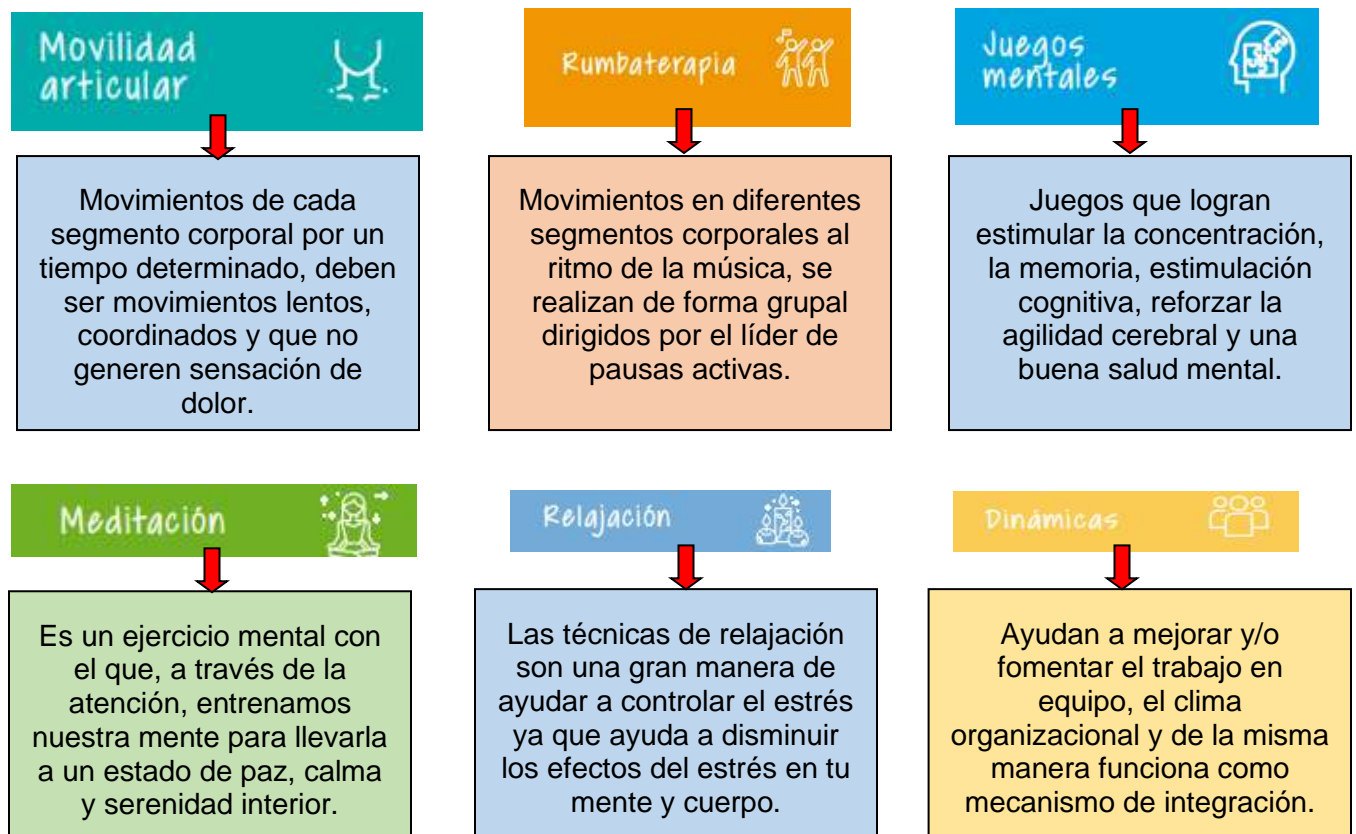 Movilidad
articular
Movimientos de cada
segmento corporal por un
tiempo determinado, deben
ser movimientos lentos,
coordinados y que no
generen sensación de
dolor.
Rumbaterapia
Movimientos en diferentes
segmentos corporales al
ritmo de la música, se
realizan de forma grupal
dirigidos por el líder de
pausas activas.
Juegos
mentales
Juegos que logran
estimular la concentración,
la memoria, estimulación
cognitiva, reforzar la
agilidad cerebral y una
buena salud mental.
Meditación
Es un ejercicio mental con
el que, a través de la
atención, entrenamos
nuestra mente para llevarla
a un estado de paz, calma
y serenidad interior.
Relajación
Las técnicas de relajación
son una gran manera de
ayudar a controlar el estrés
ya que ayuda a disminuir
los efectos del estrés en tu
mente y cuerpo.
Dinámicas
Ayudan a mejorar y/o
fomentar el trabajo en
equipo, el clima
organizacional y de la misma
manera funciona como
mecanismo de integración.